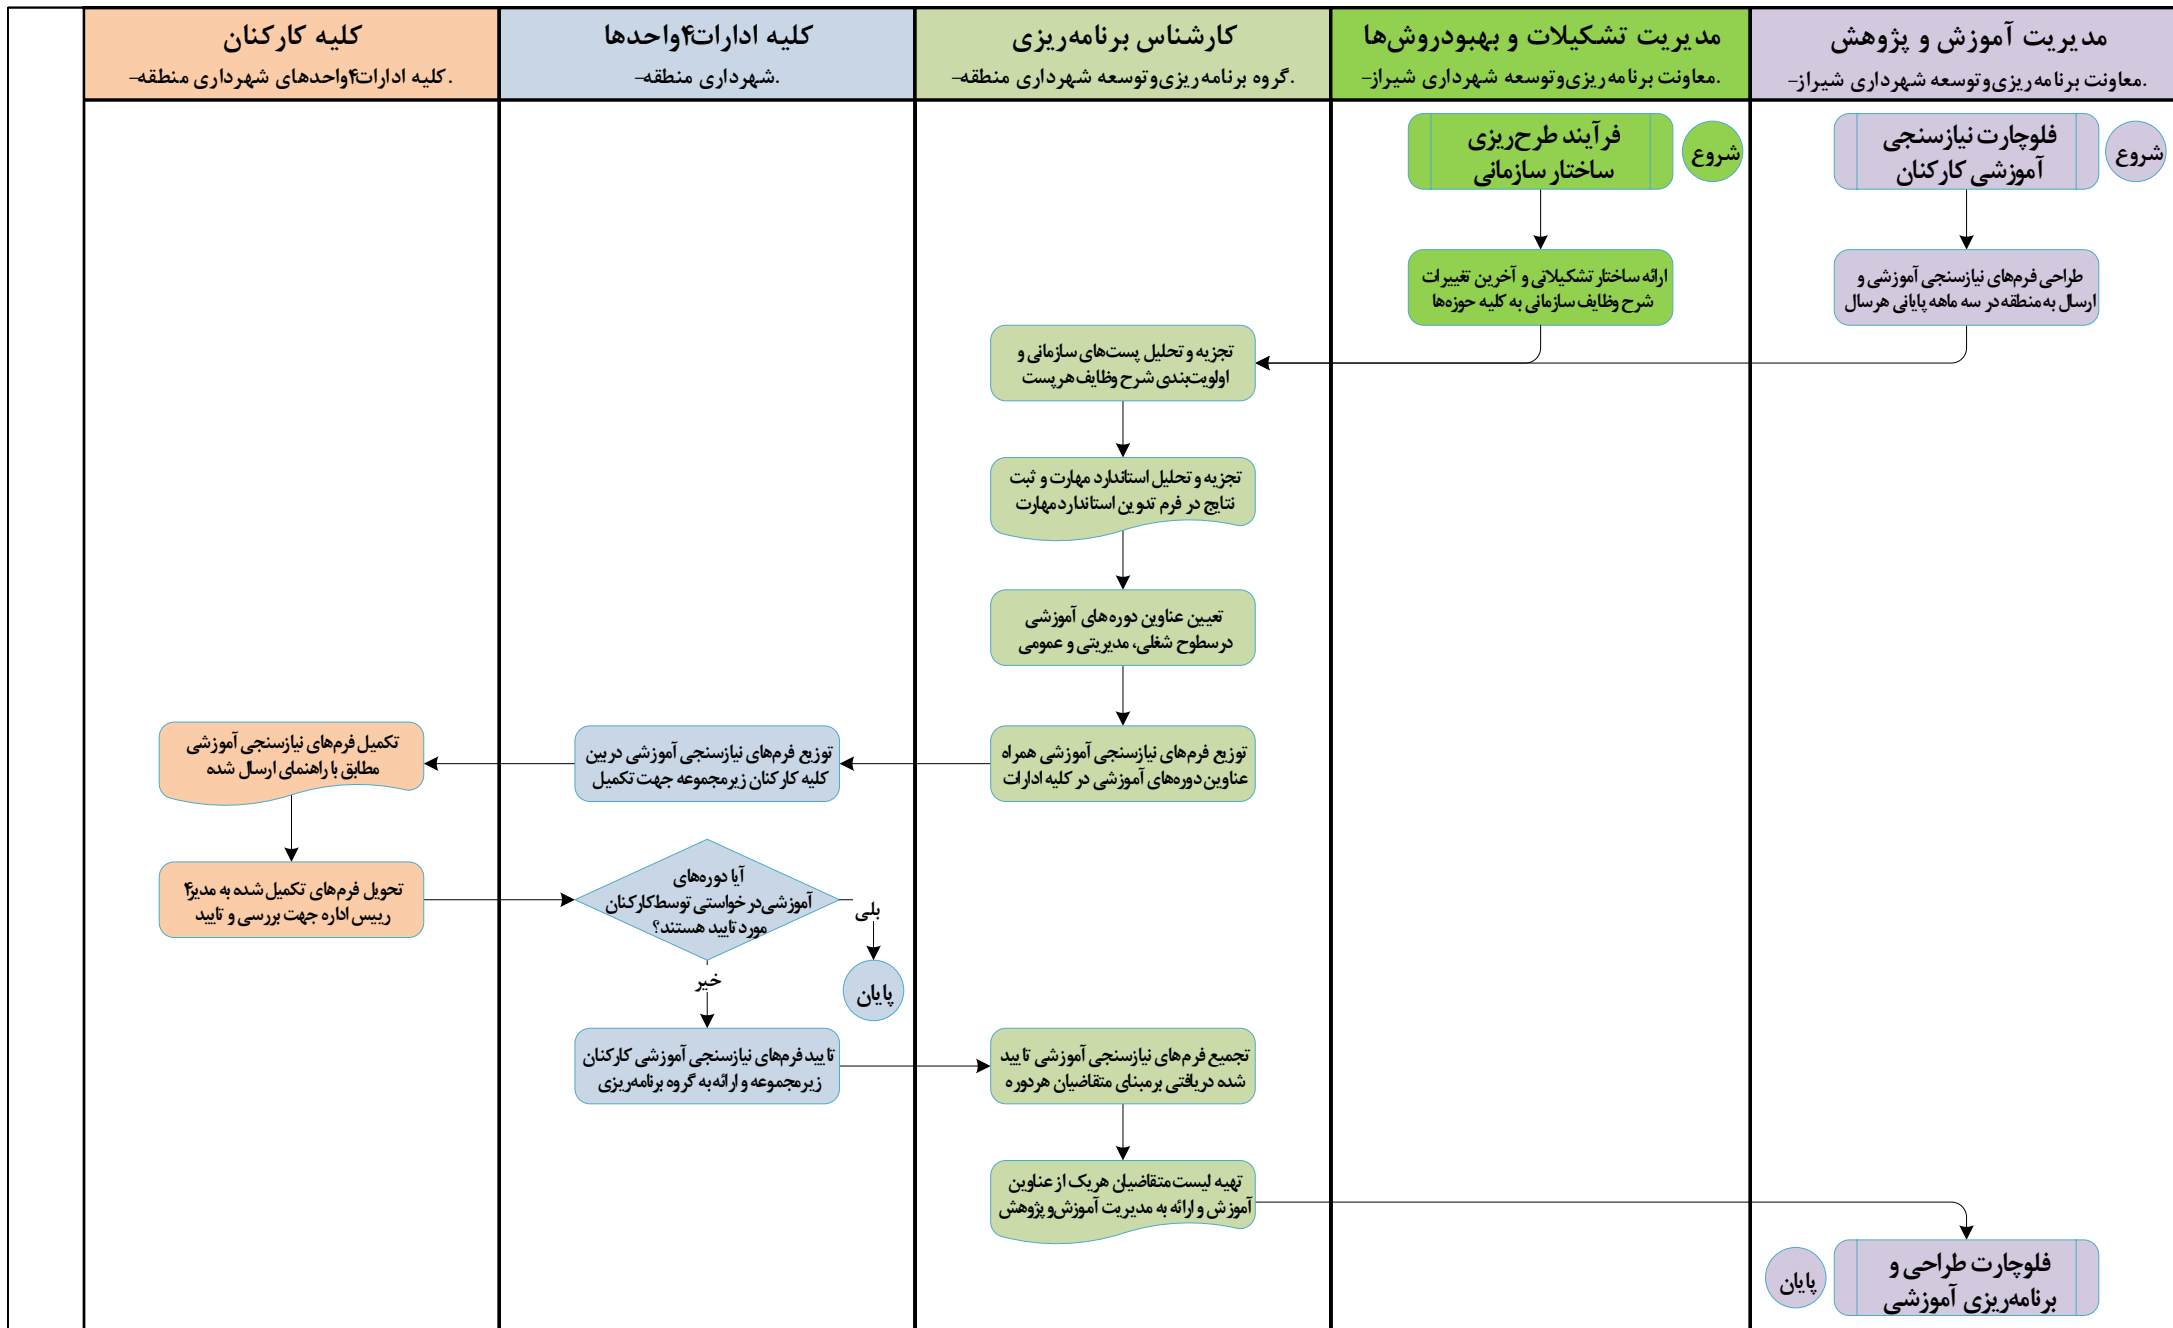 مدیریت آموزش و پژوهش
معاونت برنامه‌ریزی‌وتوسعه شهرداری شیراز-.
مدیریت تشکیلات و بهبودروش‌ها
معاونت برنامه‌ریزی‌وتوسعه شهرداری شیراز-.
کارشناس برنامه‌ریزی
گروه برنامه‌ریزی‌وتوسعه شهرداری منطقه-.
کلیه ادارات۴واحدها
شهرداری منطقه-.
کلیه کارکنان
کلیه ادارات۴واحدهای شهرداری منطقه-.
شروع
فلوچارت نیازسنجی
آموزشی کارکنان
شروع
فرآیند طرح‌ریزی
ساختار سازمانی
طراحی فرم‌های نیازسنجی آموزشی و
ارسال به منطقه در سه ماهه پایانی هرسال
ارائه ساختار تشکیلاتی و آخرین تغییرات
شرح وظایف سازمانی به کلیه حوزه‌ها
تجزیه و تحلیل پست‌های سازمانی و
اولویت‌بندی شرح وظایف هرپست
تجزیه و تحلیل استاندارد مهارت و ثبت
نتایج در فرم تدوین استانداردمهارت
تعیین عناوین دوره‌های آموزشی
درسطوح شغلی، مدیریتی و عمومی
توزیع فرم‌های نیازسنجی آموزشی همراه
عناوین دوره‌های آموزشی در کلیه ادارات
توزیع فرم‌های نیازسنجی آموزشی دربین
کلیه کارکنان زیرمجموعه جهت تکمیل
تکمیل فرم‌های نیازسنجی آموزشی
مطابق با راهنمای ارسال شده
تحویل فرم‌های تکمیل شده به مدیر۴
رییس اداره جهت بررسی و تایید
آیا دوره‌های
آموزشی‌درخواستی توسط‌کارکنان
مورد تایید هستند؟
بلی
پایان
خیر
تایید فرم‌های نیازسنجی آموزشی کارکنان
زیرمجموعه و ارائه به گروه برنامه‌ریزی
تجمیع فرم‌های نیازسنجی آموزشی تایید
شده دریافتی برمبنای متقاضیان هردوره
تهیه لیست متقاضیان هریک از عناوین
آموزش و ارائه به مدیریت آموزش‌وپژوهش
فلوچارت طراحی و
برنامه‌ریزی آموزشی
پایان